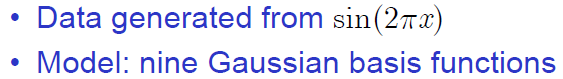 • Data generated from sin(2πx)
• Model: nine Gaussian basis functions